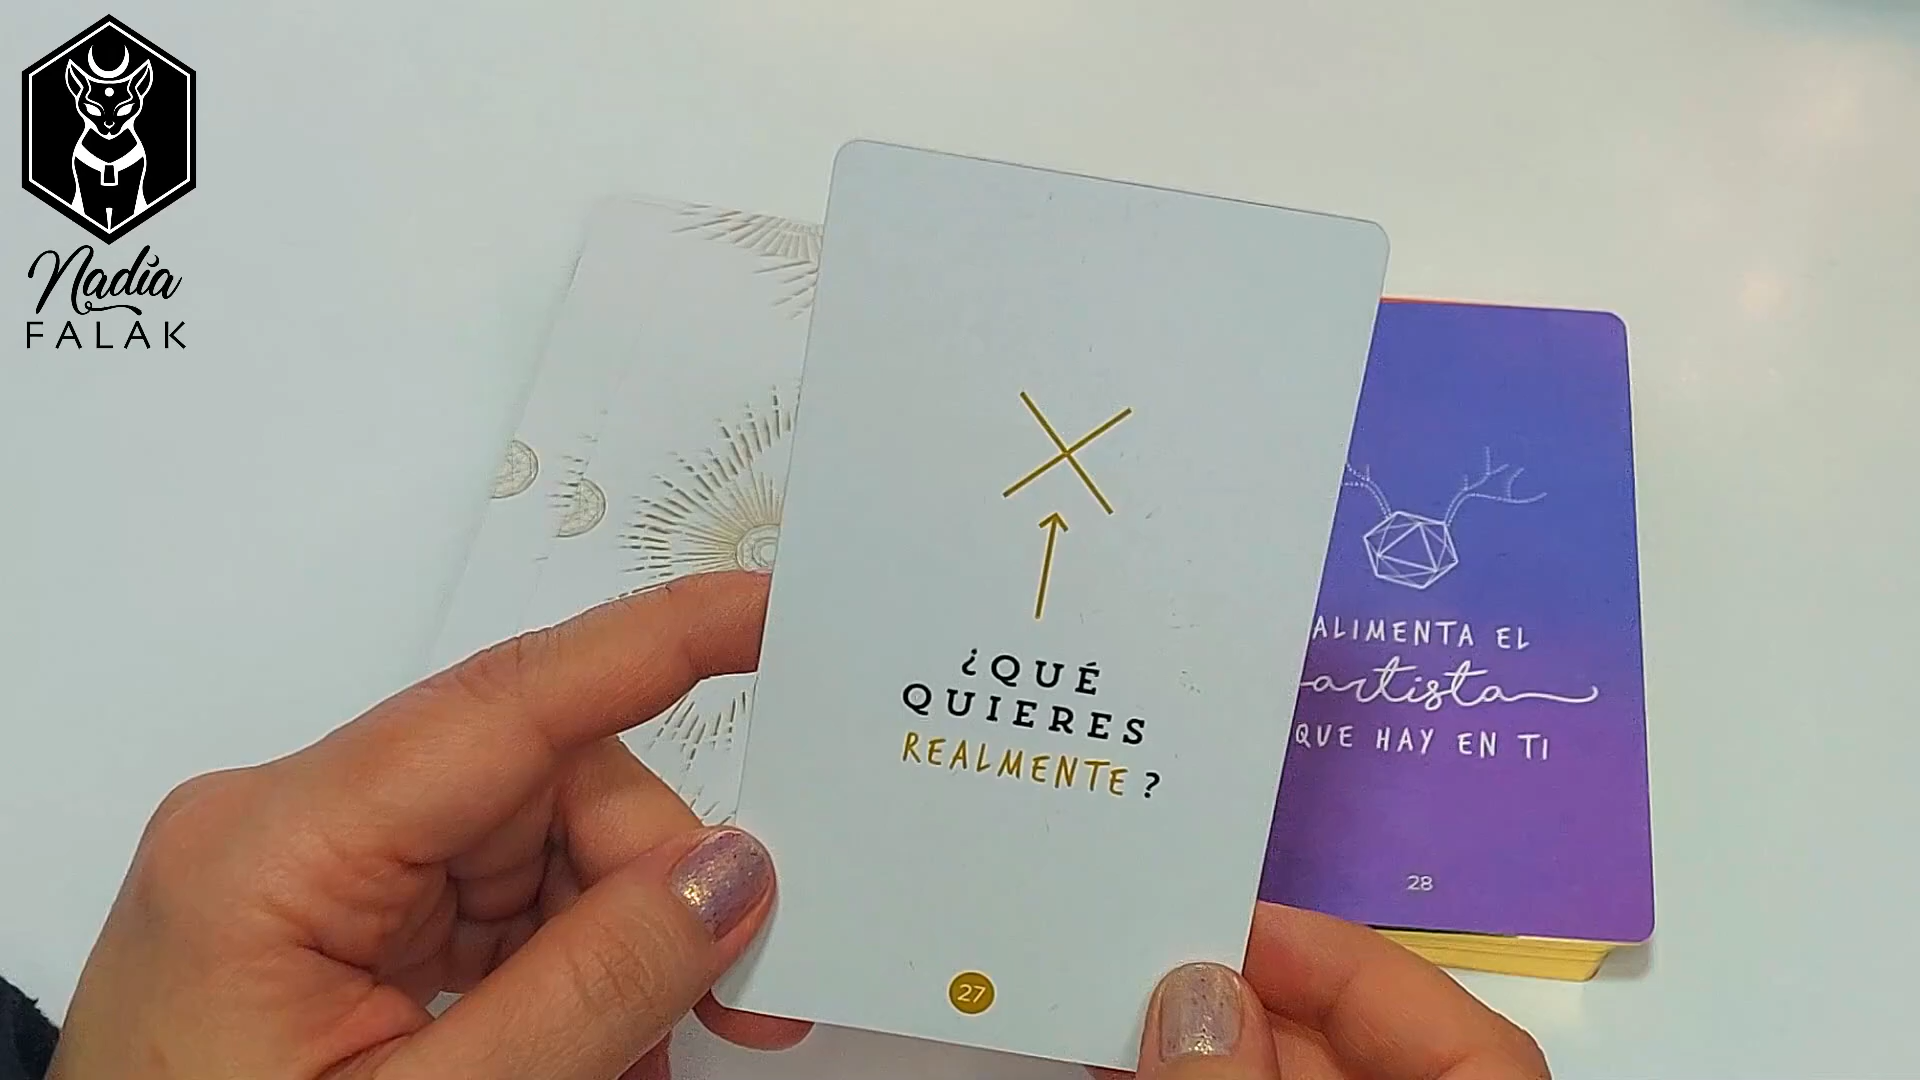 Nadia
FALAK
¿QUÉ
QUIERES
REALMENTE?
27
ALIMENTA EL
artista
QUE HAY EN TI
28